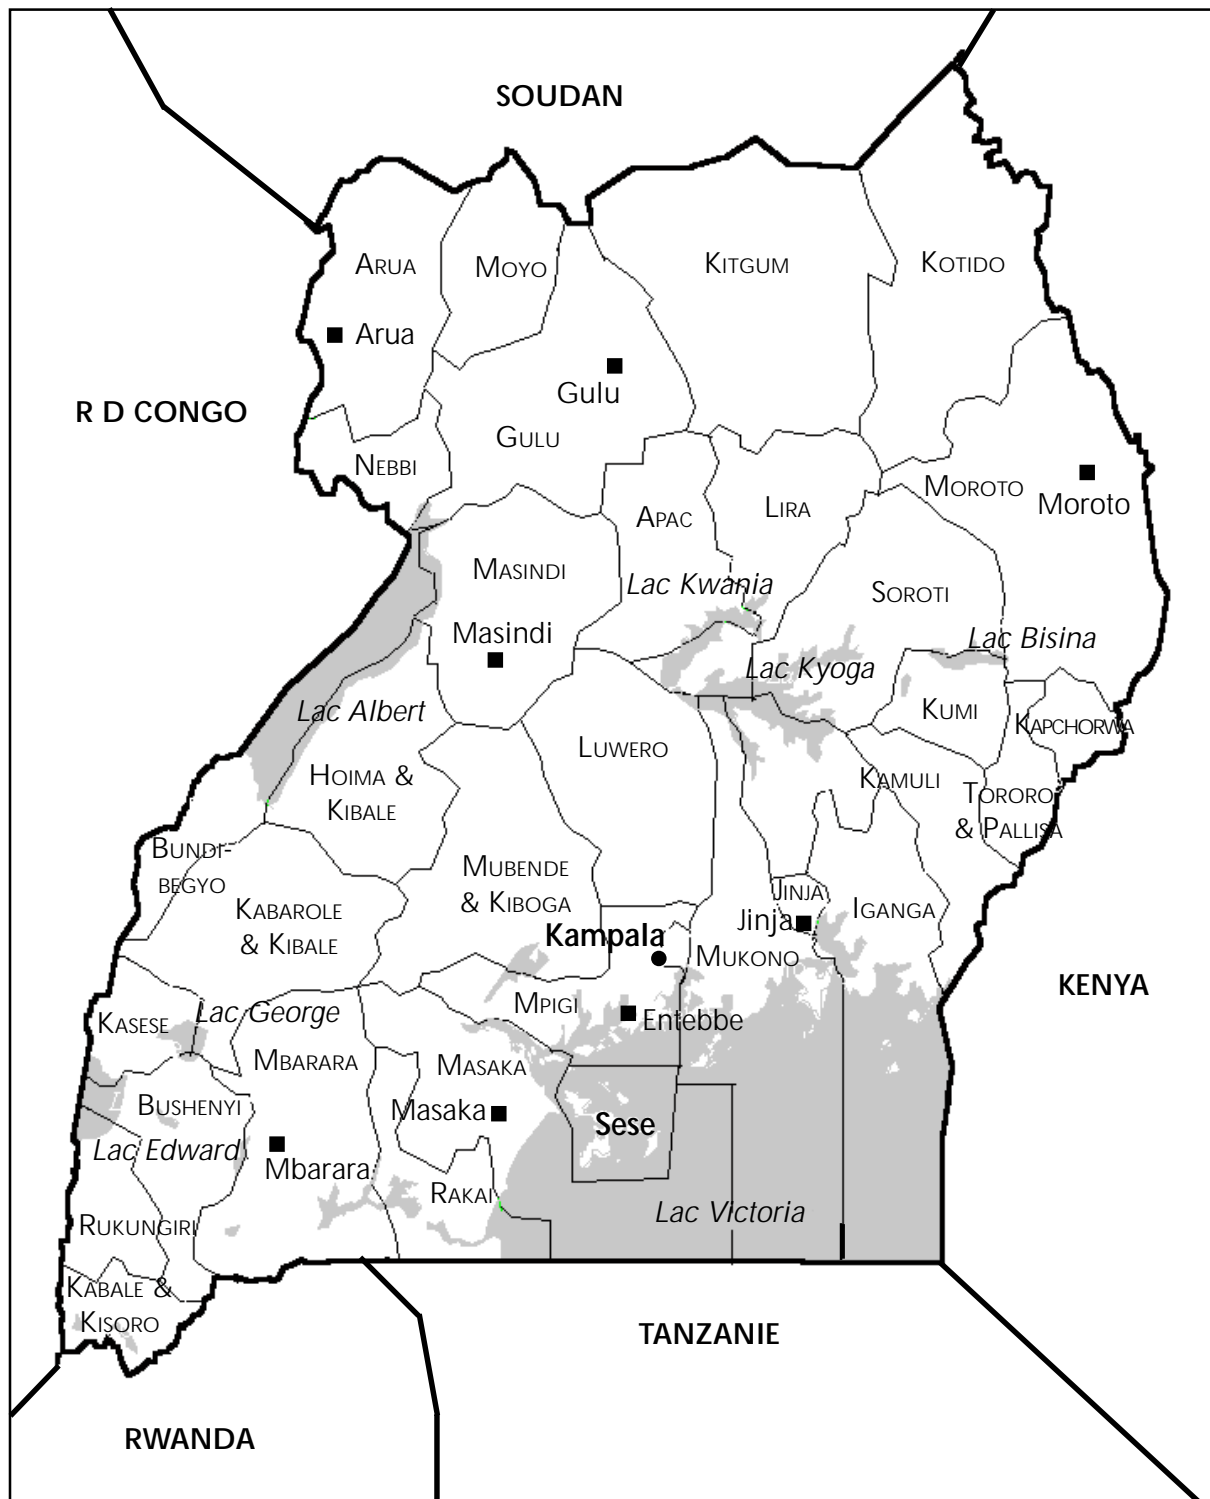 SOUDAN
ARUA
MOYO
KITGUM
KOTIDO
Arua
Gulu
R D CONGO
GULU
NEBBI
MOROTO
Moroto
APAC
LIRA
MASINDI
Lac Kwania
SOROTI
Masindi
Lac Bisina
Lac Kyoga
Lac Albert
KUMI
KAPCHORWA
LUWERO
HOIMA &
KIBALE
KAMULI
TORORO
& PALLISA
BUNDI-
BEGYO
MUBENDE
& KIBOGA
JINJA
KABAROLE
& KIBALE
IGANGA
Jinja
Kampala
MUKONO
KENYA
MPIGI
Lac George
KASESE
Entebbe
MBARARA
MASAKA
BUSHENYI
Masaka
Sese
Lac Edward
Mbarara
RAKAI
Lac Victoria
RUKUNGIRI
KABALE &
KISORO
TANZANIE
RWANDA